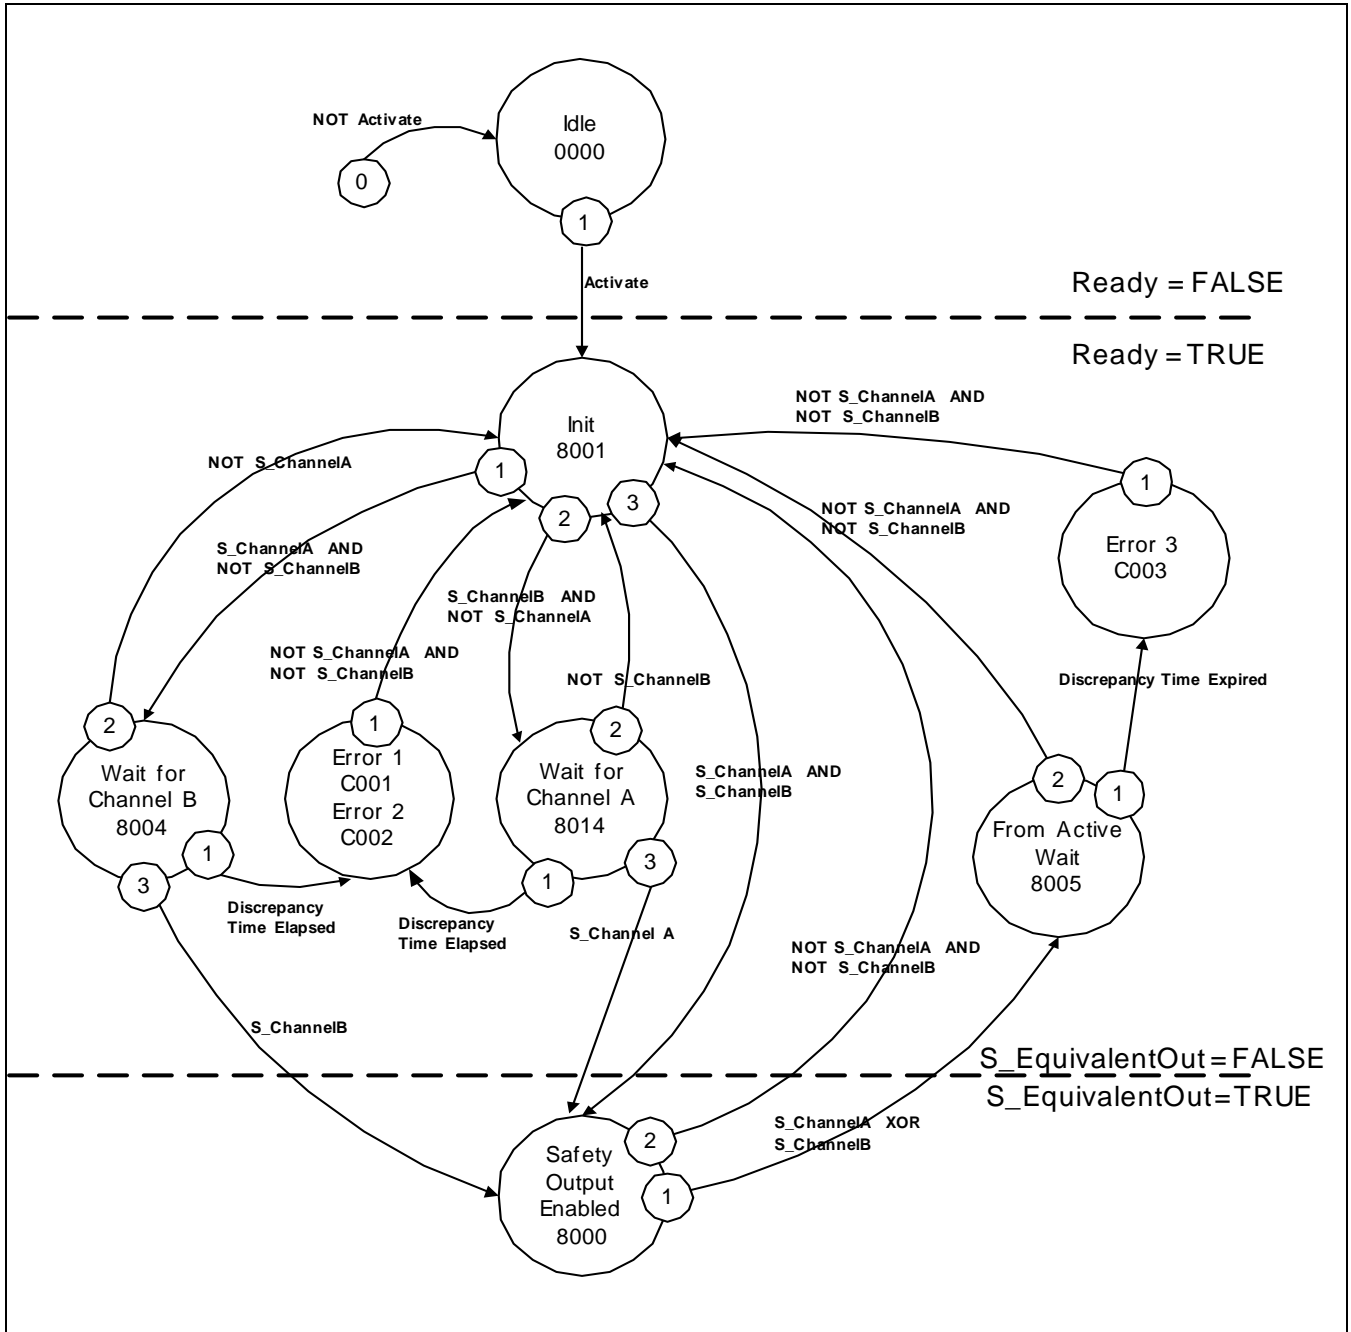 NOT Activate
Idle
0000
0
1
Activate
Ready = FALSE
Ready = TRUE
Init
8001
1
2
3
NOT S_ChannelA
NOT S_ChannelA AND
NOT S_ChannelB
1
Error 3
C003
NOT S_ChannelA AND
NOT S_ChannelB
S_ChannelA AND
NOT S_ChannelB
S_ChannelB AND
NOT S_ChannelA
NOT S_ChannelA AND
NOT S_ChannelB
NOT S_ChannelB
Discrepancy Time Expired
2
Wait for
Channel B
8004
1
3
1
Error 1
C001
Error 2
C002
2
Wait for
Channel A
8014
1
3
S_ChannelA AND
S_ChannelB
2
1
From Active
Wait
8005
Discrepancy
Time Elapsed
Discrepancy
Time Elapsed
S_Channel A
NOT S_ChannelA AND
NOT S_ChannelB
S_ChannelB
S_EquivalentOut = FALSE
S_EquivalentOut = TRUE
S_ChannelA XOR
S_ChannelB
2
1
Safety
Output
Enabled
8000